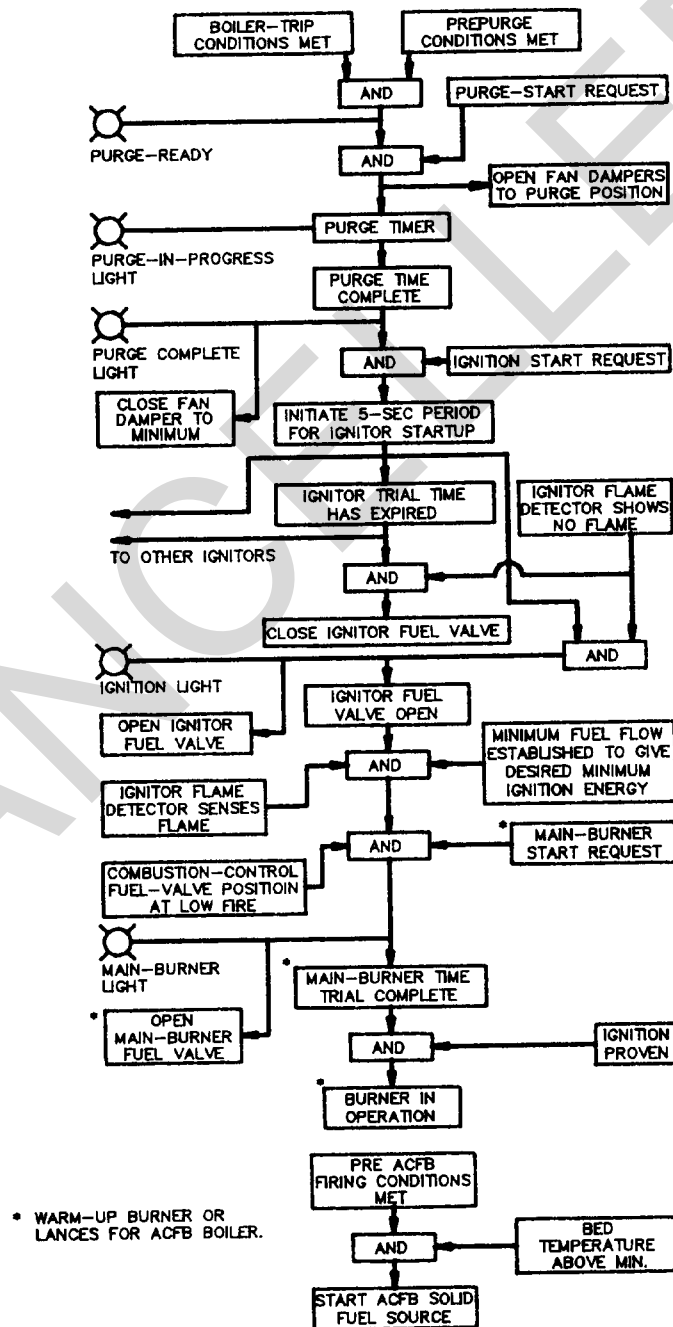 BOILER-TRIP
CONDITIONS MET
PREPURGE
CONDITIONS MET
AND
PURGE-START REQUEST
PURGE-READY
AND
OPEN FAN DAMPERS
TO PURGE POSITION
PURGE TIMER
PURGE-IN-PROGRESS
LIGHT
PURGE TIME
COMPLETE
PURGE COMPLETE
LIGHT
AND
IGNITION START REQUEST
CLOSE FAN
DAMPER TO
MINIMUM
INITIATE 5-SEC PERIOD
FOR IGNITOR STARTUP
IGNITOR TRIAL TIME
HAS EXPIRED
IGNITOR FLAME
DETECTOR SHOWS
NO FLAME
TO OTHER IGNITORS
AND
CLOSE IGNITOR FUEL VALVE
AND
IGNITION LIGHT
OPEN IGNITOR
FUEL VALVE
IGNITOR FUEL
VALVE OPEN
MINIMUM FUEL FLOW
ESTABLISHED TO GIVE
DESIRED MINIMUM
IGNITION ENERGY
AND
IGNITOR FLAME
DETECTOR SENSES
FLAME
AND
* MAIN-BURNER
START REQUEST
COMBUSTION-CONTROL
FUEL-VALVE POSITIOIN
AT LOW FIRE
MAIN-BURNER
LIGHT
* MAIN-BURNER TIME
TRIAL COMPLETE
* OPEN
MAIN-BURNER
FUEL VALVE
AND
IGNITION
PROVEN
* BURNER IN
OPERATION
PRE ACFB
FIRING CONDITIONS
MET
* WARM-UP BURNER OR
LANCES FOR ACFB BOILER.
AND
BED
TEMPERATURE
ABOVE MIN.
START ACFB SOLID
FUEL SOURCE